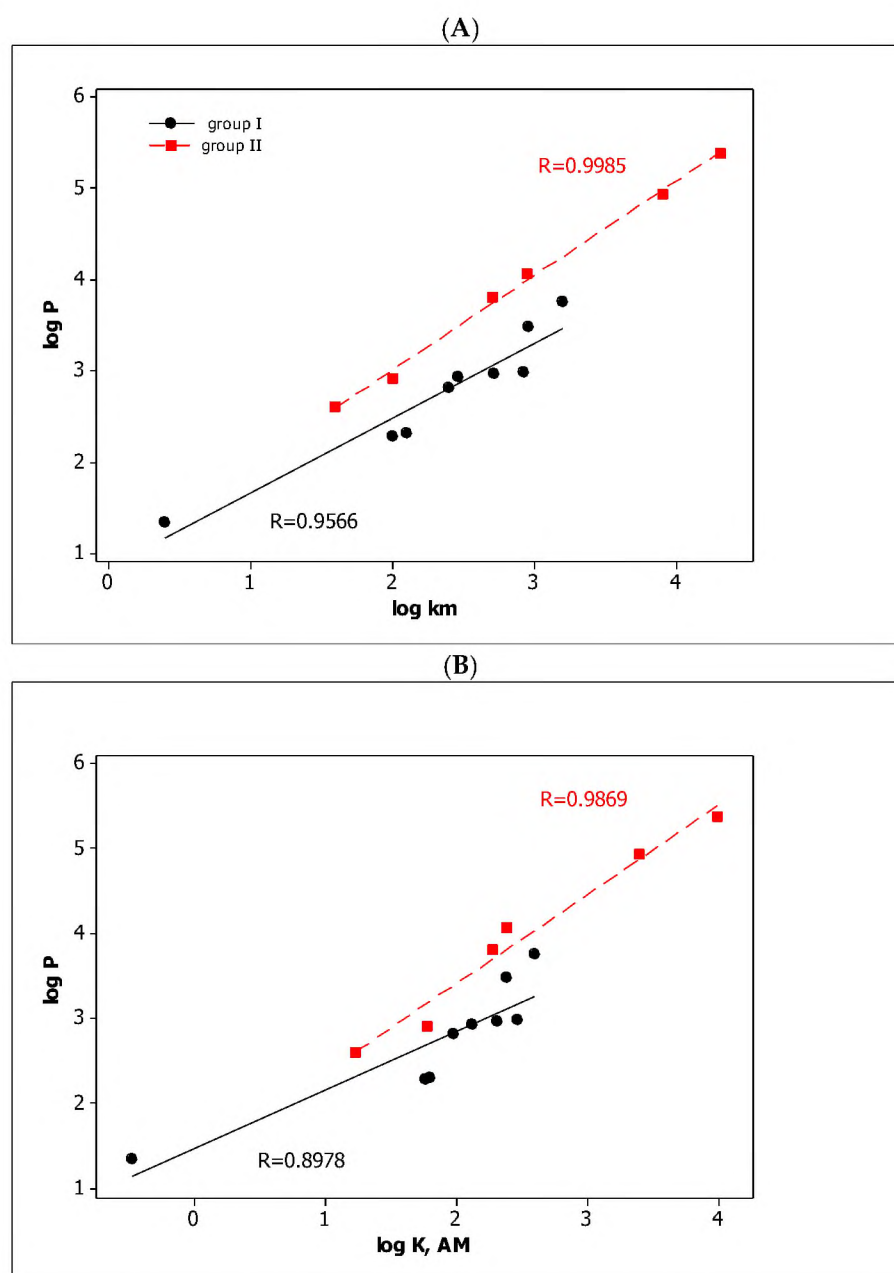 (A)
6
group I
group II
R=0.9985
5
4
log P
3
2
R=0.9566
1
0 1 2 3 4
log km
(B)
6
R=0.9869
5
4
log P
3
2
R=0.8978
1
0 1 2 3 4
log K, AM